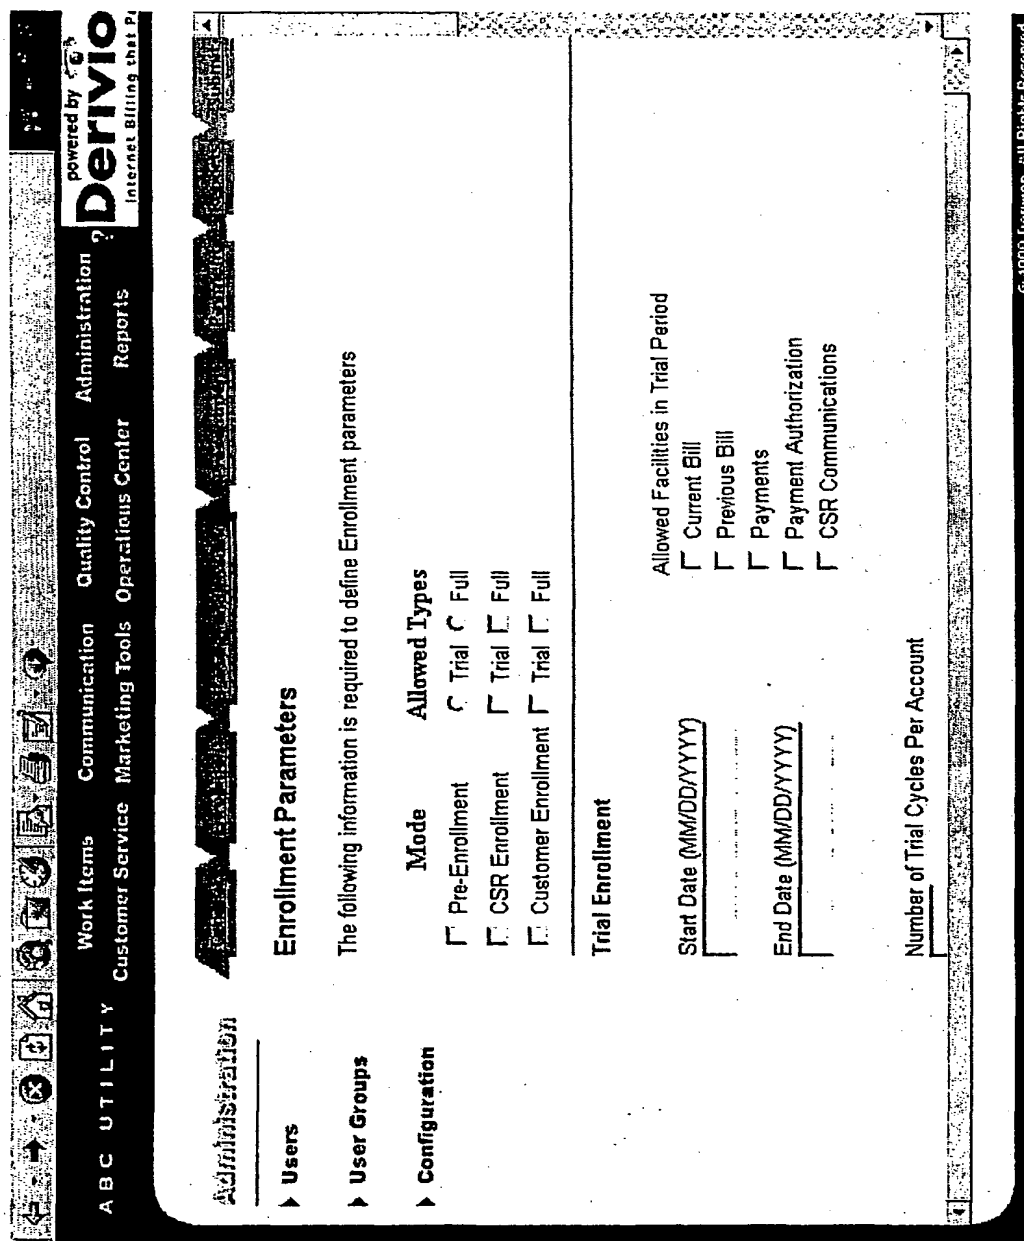 powered by
Derivio
Internet Billing that
ABC UTILITY
Work Items Communication Quality Control Administration ?
Customer Service Marketing Tools Operations Center Reports
Administration
Users
User Groups
Configuration
Enrollment Parameters
The following information is required to define Enrollment parameters
Mode Allowed Types
Pre-Enrollment Trial Full
CSR Enrollment Trial Full
Customer Enrollment Trial Full
Trial Enrollment
Start Date (MM/DD/YYYY)
End Date (MM/DD/YYYY)
Number of Trial Cycles Per Account
Allowed Facilities in Trial Period
Current Bill
Previous Bill
Payments
Payment Authorization
CSR Communications
All Rights Reserved